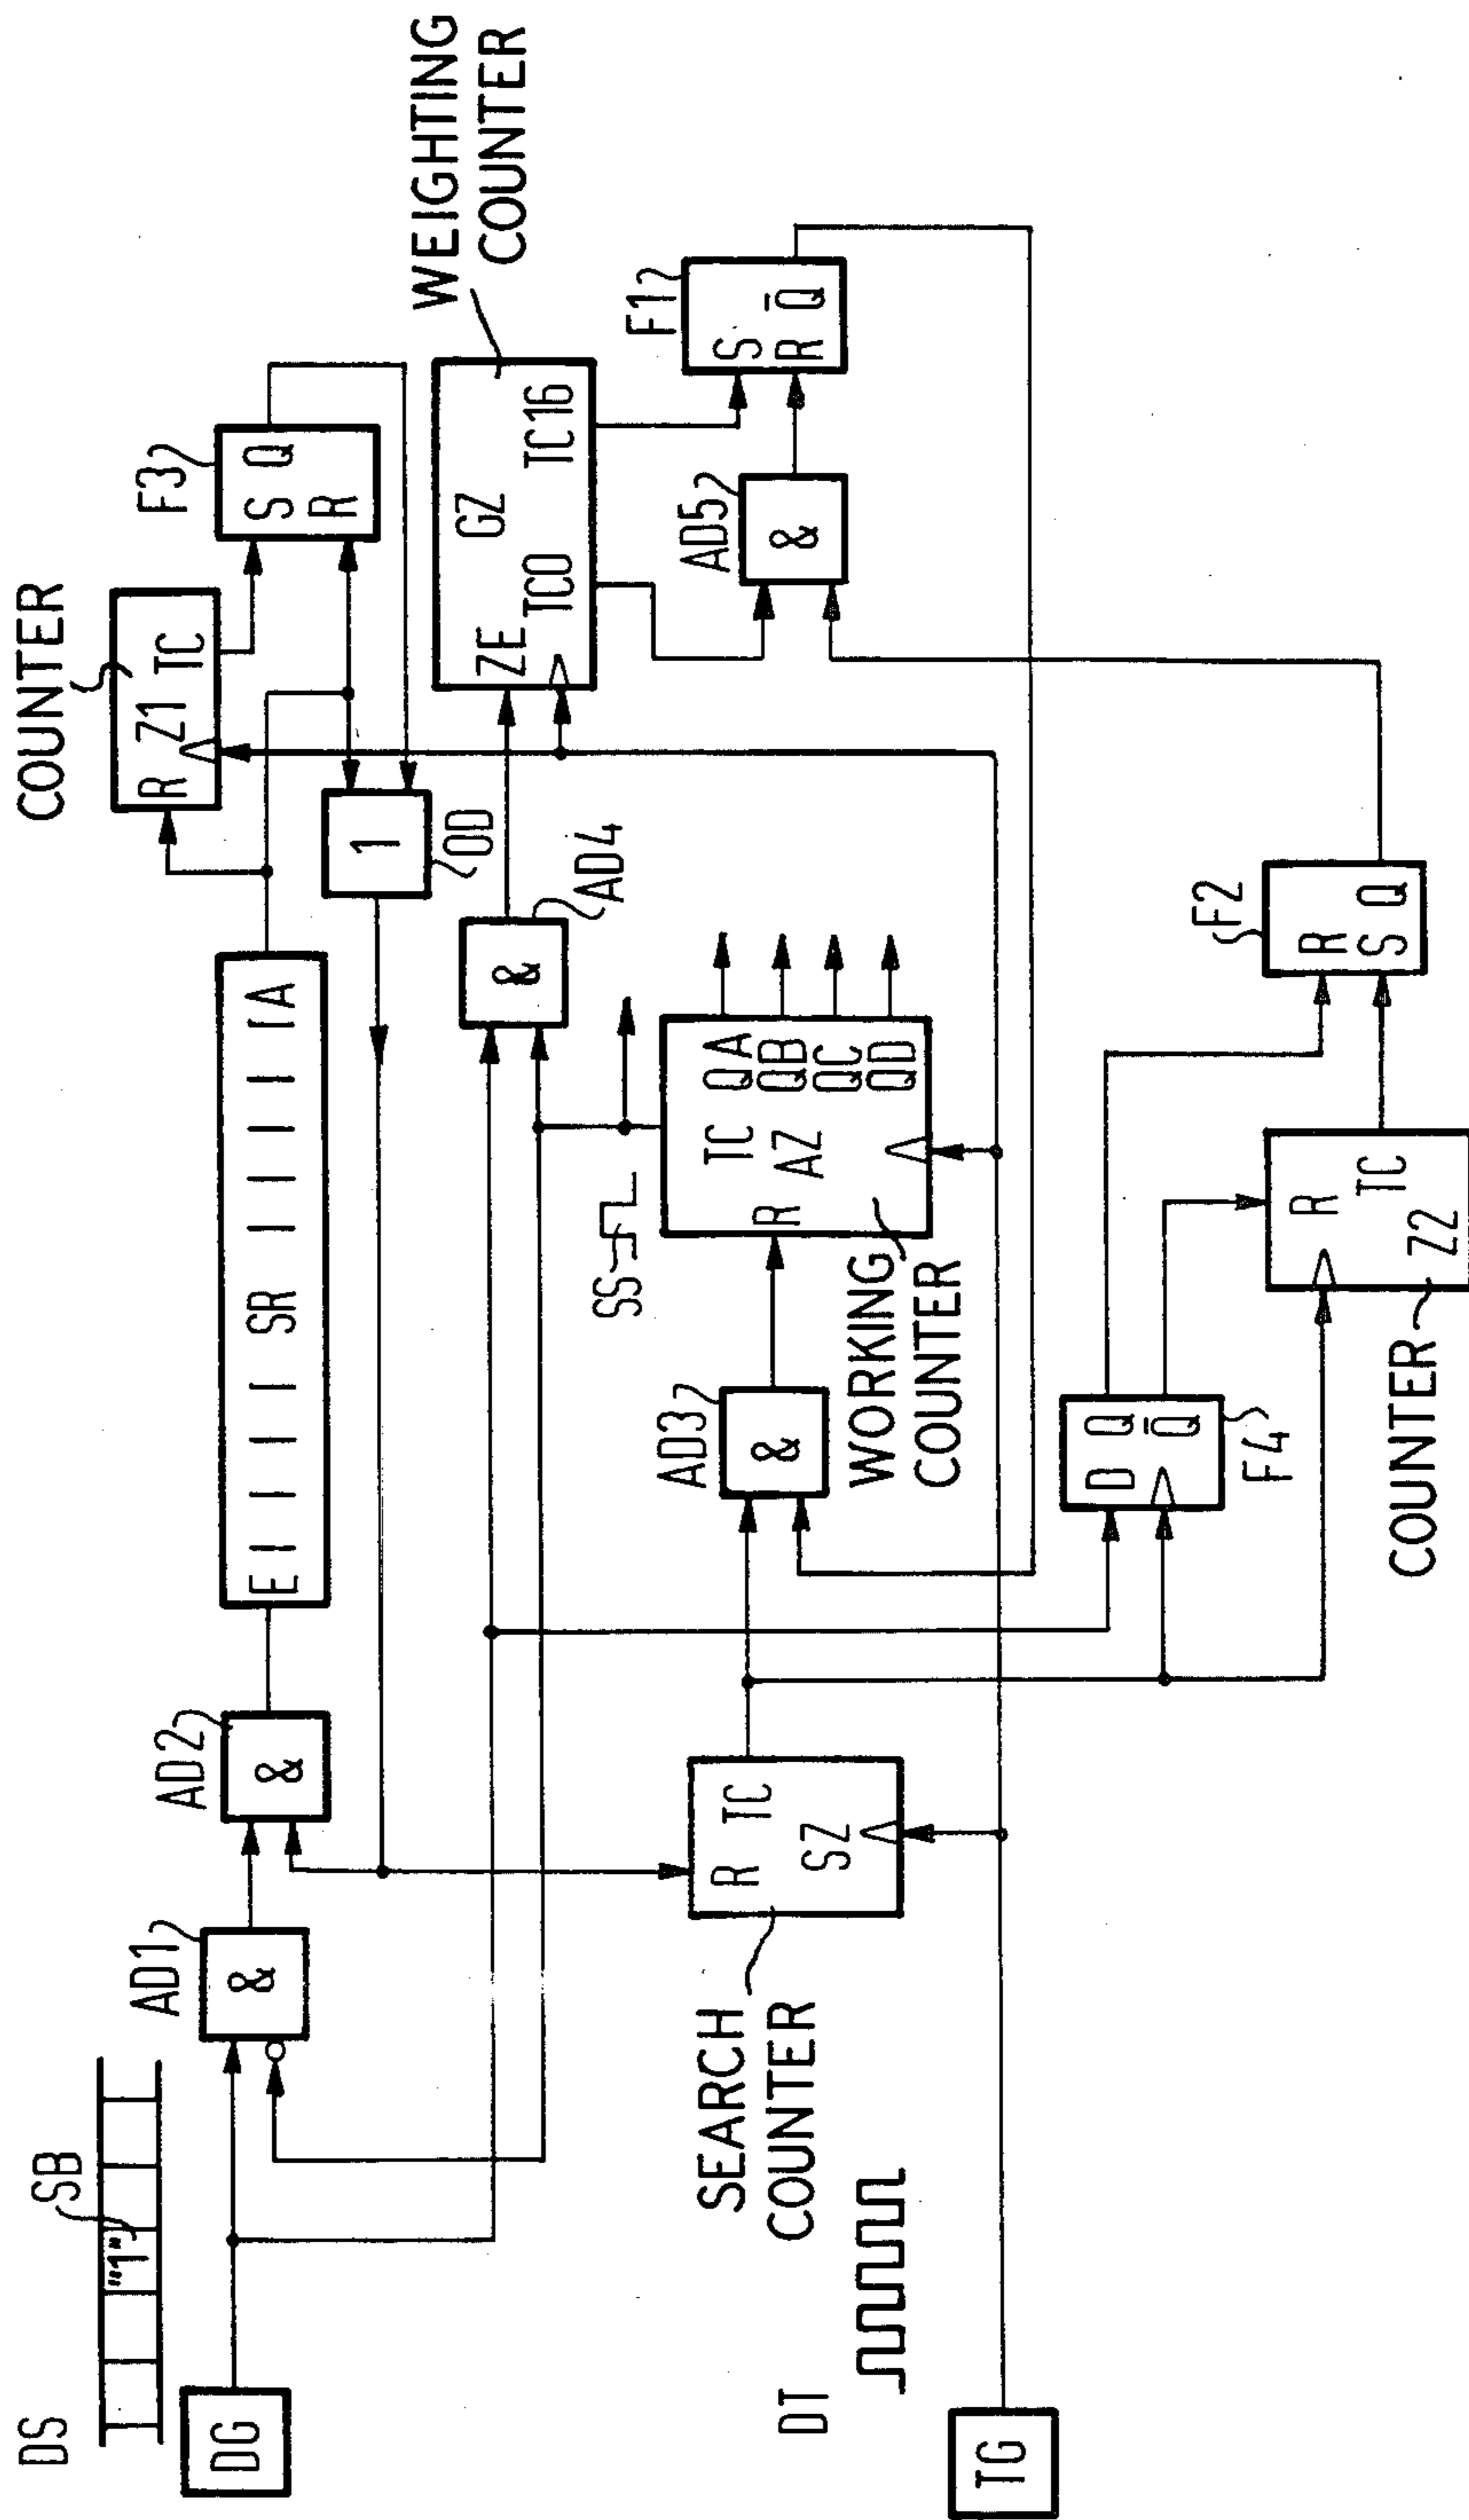 DS
SB
"1"
DG
AD1
&
AD2
&
E
SR
A
COUNTER
R Z1 TC
F3
S Q
R
1
OD
WEIGHTING
COUNTER
GZ
ZE
TC0 TC16
AD4
&
F1
S
R Q̄
AD5
&
SS
TC QA
R AZ QB
QC
QD
WORKING
COUNTER
AD3
&
SEARCH
COUNTER
R TC
SZ
DT
TG
F4
D Q
Q̄
F2
R
S Q
R TC
Z2
COUNTER